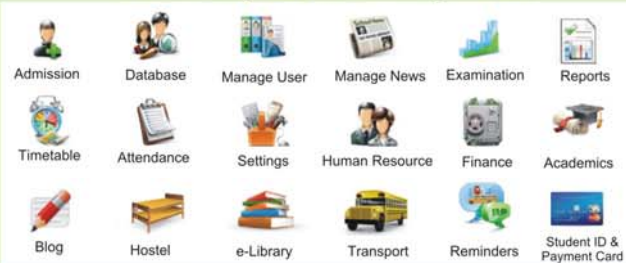 Admission Database Manage User Manage News Examination Reports
Timetable Attendance Settings Human Resource Finance Academics
Blog Hostel e-Library Transport Reminders Student ID &
Payment Card